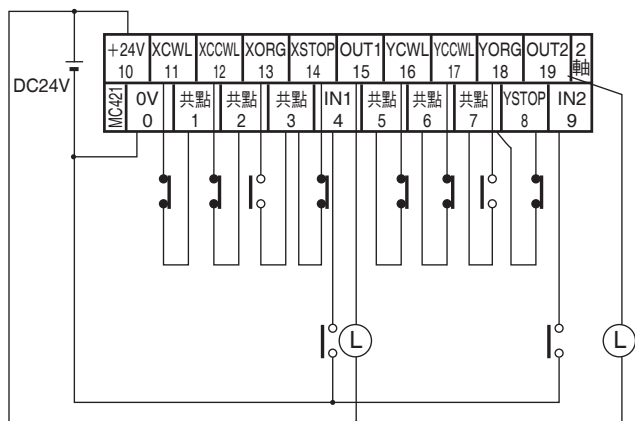 +24V XCWL XCCWL XORG XSTOP OUT1 YCWL YCCWL YORG OUT2 2
10 11 12 13 14 15 16 17 18 19 軸
DC24V
MC421 0V 共點 共點 共點 IN1 共點 共點 共點 YSTOP IN2
0 1 2 3 4 5 6 7 8 9
L L